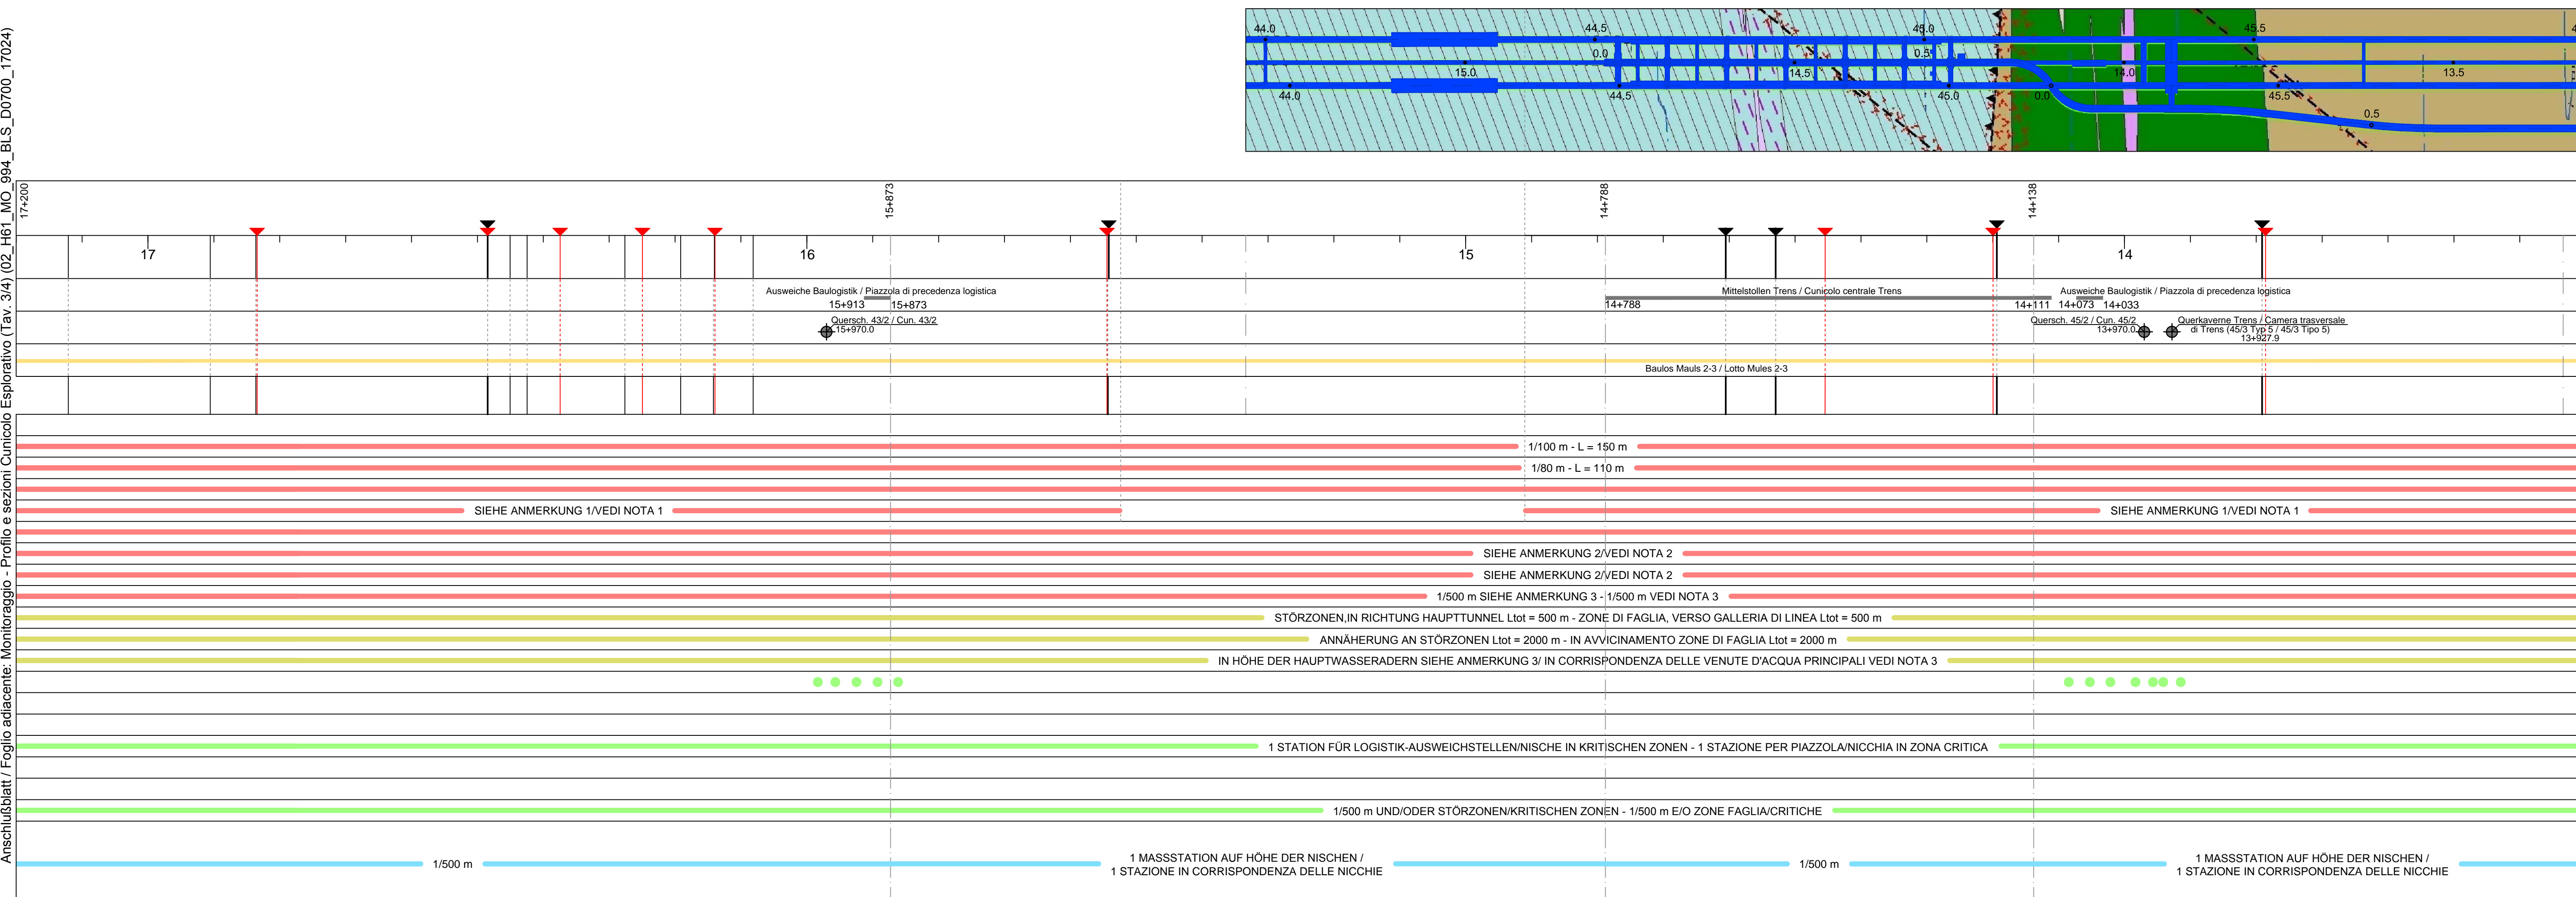 Anschlußblatt / Foglio adiacente: Monitoraggio - Profilo e sezioni Cunicolo Esplorativo (Tav. 3/4) (02_H61_MO_994_BLS_D0700_17024)
44.0
44.5
45.0
45.5
0.0
0.5
15.0
14.5
14.0
13.5
44.0
44.5
45.0
0.0
45.5
0.5
17+200
15+873
14+788
14+138
17
16
15
14
Ausweiche Baulogistik / Piazzola di precedenza logistica
15+913
15+873
Mittelstollen Trens / Cunicolo centrale Trens
14+788
14+111
Ausweiche Baulogistik / Piazzola di precedenza logistica
14+073
14+033
Quersch. 43/2 / Cun. 43/2
15+970.0
Quersch. 45/2 / Cun. 45/2
13+970.0
Querkaverne Trens / Camera trasversale
di Trens (45/3 Typ 5 / 45/3 Tipo 5)
13+927.9
Baulos Mauls 2-3 / Lotto Mules 2-3
1/100 m - L = 150 m
1/80 m - L = 110 m
SIEHE ANMERKUNG 1/VEDI NOTA 1
SIEHE ANMERKUNG 1/VEDI NOTA 1
SIEHE ANMERKUNG 2/VEDI NOTA 2
SIEHE ANMERKUNG 2/VEDI NOTA 2
1/500 m SIEHE ANMERKUNG 3 - 1/500 m VEDI NOTA 3
STÖRZONEN,IN RICHTUNG HAUPTTUNNEL Ltot = 500 m - ZONE DI FAGLIA, VERSO GALLERIA DI LINEA Ltot = 500 m
ANNÄHERUNG AN STÖRZONEN Ltot = 2000 m - IN AVVICINAMENTO ZONE DI FAGLIA Ltot = 2000 m
IN HÖHE DER HAUPTWASSERADERN SIEHE ANMERKUNG 3/ IN CORRISPONDENZA DELLE VENUTE D'ACQUA PRINCIPALI VEDI NOTA 3
1 STATION FÜR LOGISTIK-AUSWEICHSTELLEN/NISCHE IN KRITISCHEN ZONEN - 1 STAZIONE PER PIAZZOLA/NICCHIA IN ZONA CRITICA
1/500 m UND/ODER STÖRZONEN/KRITISCHEN ZONEN - 1/500 m E/O ZONE FAGLIA/CRITICHE
1/500 m
1 MASSSTATION AUF HÖHE DER NISCHEN /
1 STAZIONE IN CORRISPONDENZA DELLE NICCHIE
1/500 m
1 MASSSTATION AUF HÖHE DER NISCHEN /
1 STAZIONE IN CORRISPONDENZA DELLE NICCHIE